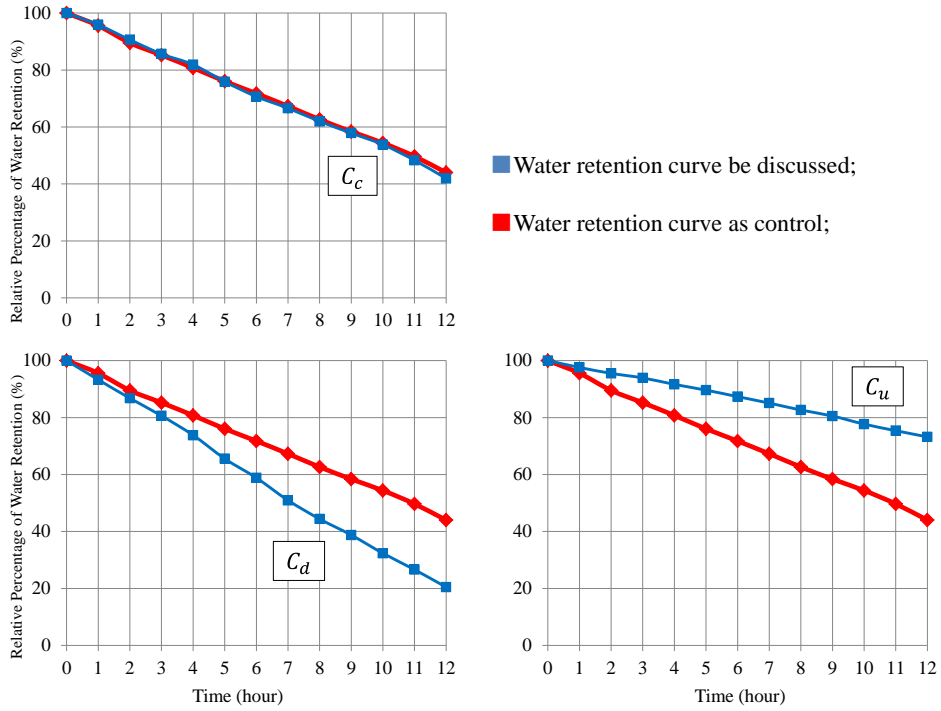 Relative Percentage of Water Retention (%)
100
80
60
40
20
0
C_c
0 1 2 3 4 5 6 7 8 9 10 11 12
Water retention curve be discussed;
Water retention curve as control;
Relative Percentage of Water Retention (%)
100
80
60
40
20
0
C_d
0 1 2 3 4 5 6 7 8 9 10 11 12
Time (hour)
100
80
60
40
20
0
C_u
0 1 2 3 4 5 6 7 8 9 10 11 12
Time (hour)